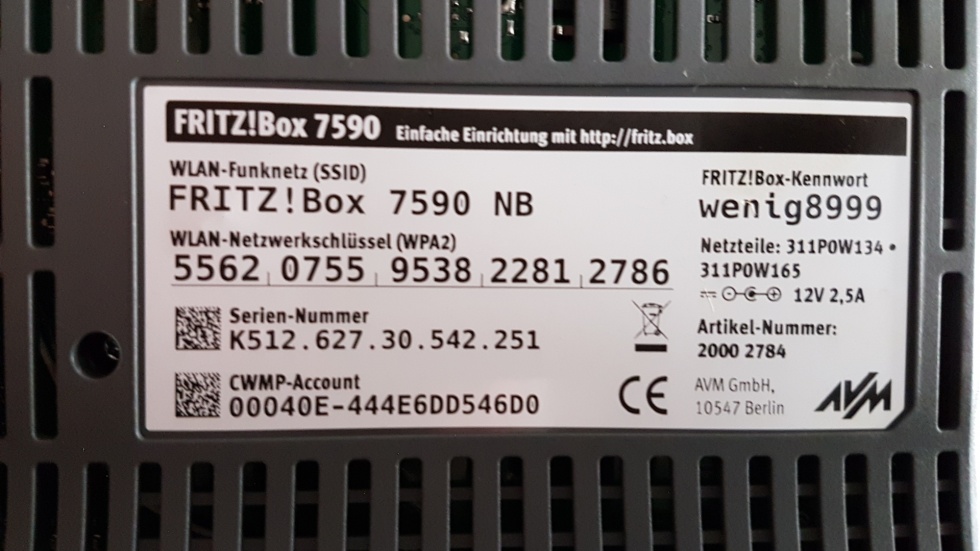 FRITZ!Box 7590 Einfache Einrichtung mit http://fritz.box
WLAN-Funknetz (SSID)
FRITZ!Box 7590 NB
WLAN-Netzwerkschlüssel (WPA2)
5562 0755 9538 2281 2786
Serien-Nummer
K512.627.30.542.251
CWMP-Account
00040E-444E6DD546D0
FRITZ!Box-Kennwort
wenig8999
Netzteile: 311P0W134 •
311P0W165
12V 2,5A
Artikel-Nummer:
2000 2784
CE
AVM GmbH,
10547 Berlin
AVM